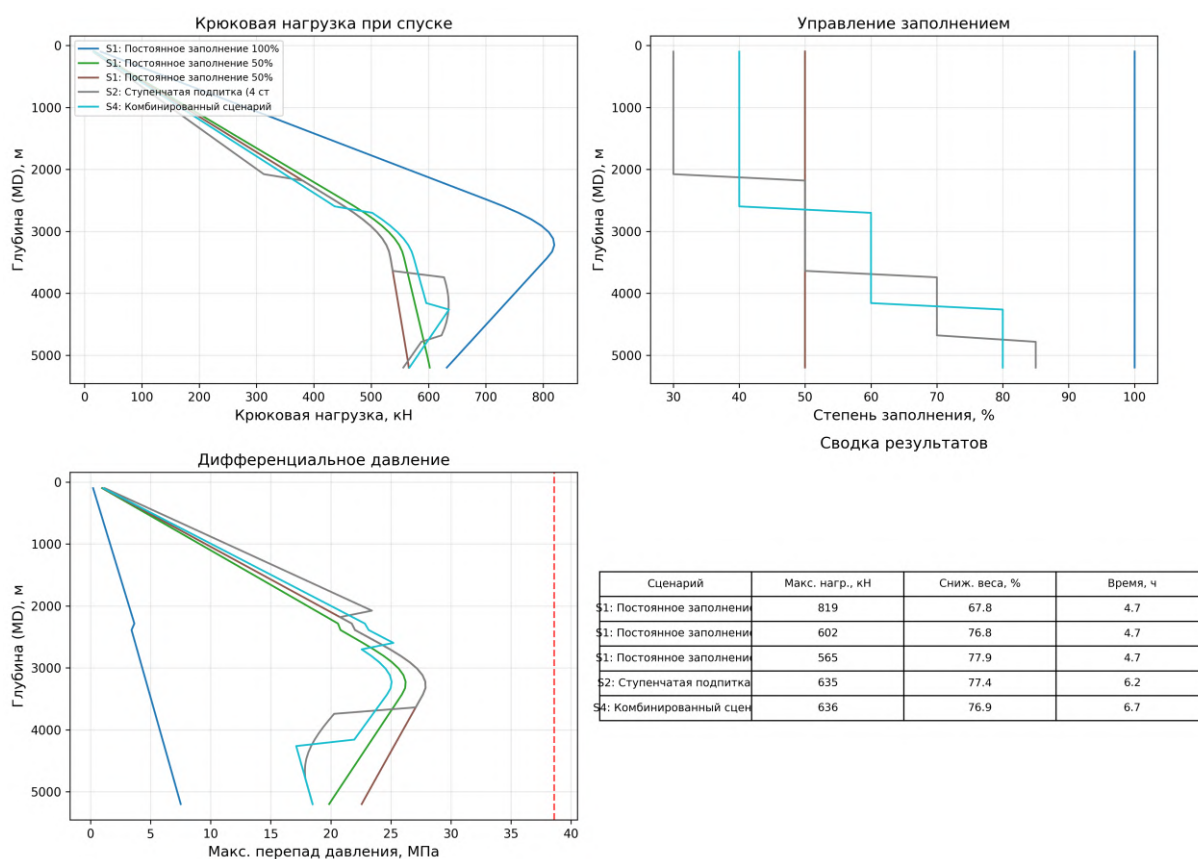 Крюковая нагрузка при спуске
S1: Постоянное заполнение 100%
S1: Постоянное заполнение 50%
S1: Постоянное заполнение 50%
S2: Ступенчатая подпитка (4 ст
S4: Комбинированный сценарий
0
1000
2000
3000
4000
5000
Глубина (MD), м
0 100 200 300 400 500 600 700 800
Крюковая нагрузка, кН
Управление заполнением
0
1000
2000
3000
4000
5000
Глубина (MD), м
30 40 50 60 70 80 90 100
Степень заполнения, %
Дифференциальное давление
0
1000
2000
3000
4000
5000
Глубина (MD), м
0 5 10 15 20 25 30 35 40
Макс. перепад давления, МПа
Сводка результатов
Сценарий Макс. нагр., кН Сниж. веса, % Время, ч
S1: Постоянное заполнение 819 67.8 4.7
S1: Постоянное заполнение 602 76.8 4.7
S1: Постоянное заполнение 565 77.9 4.7
S2: Ступенчатая подпитка 635 77.4 6.2
S4: Комбинированный сцен 636 76.9 6.7